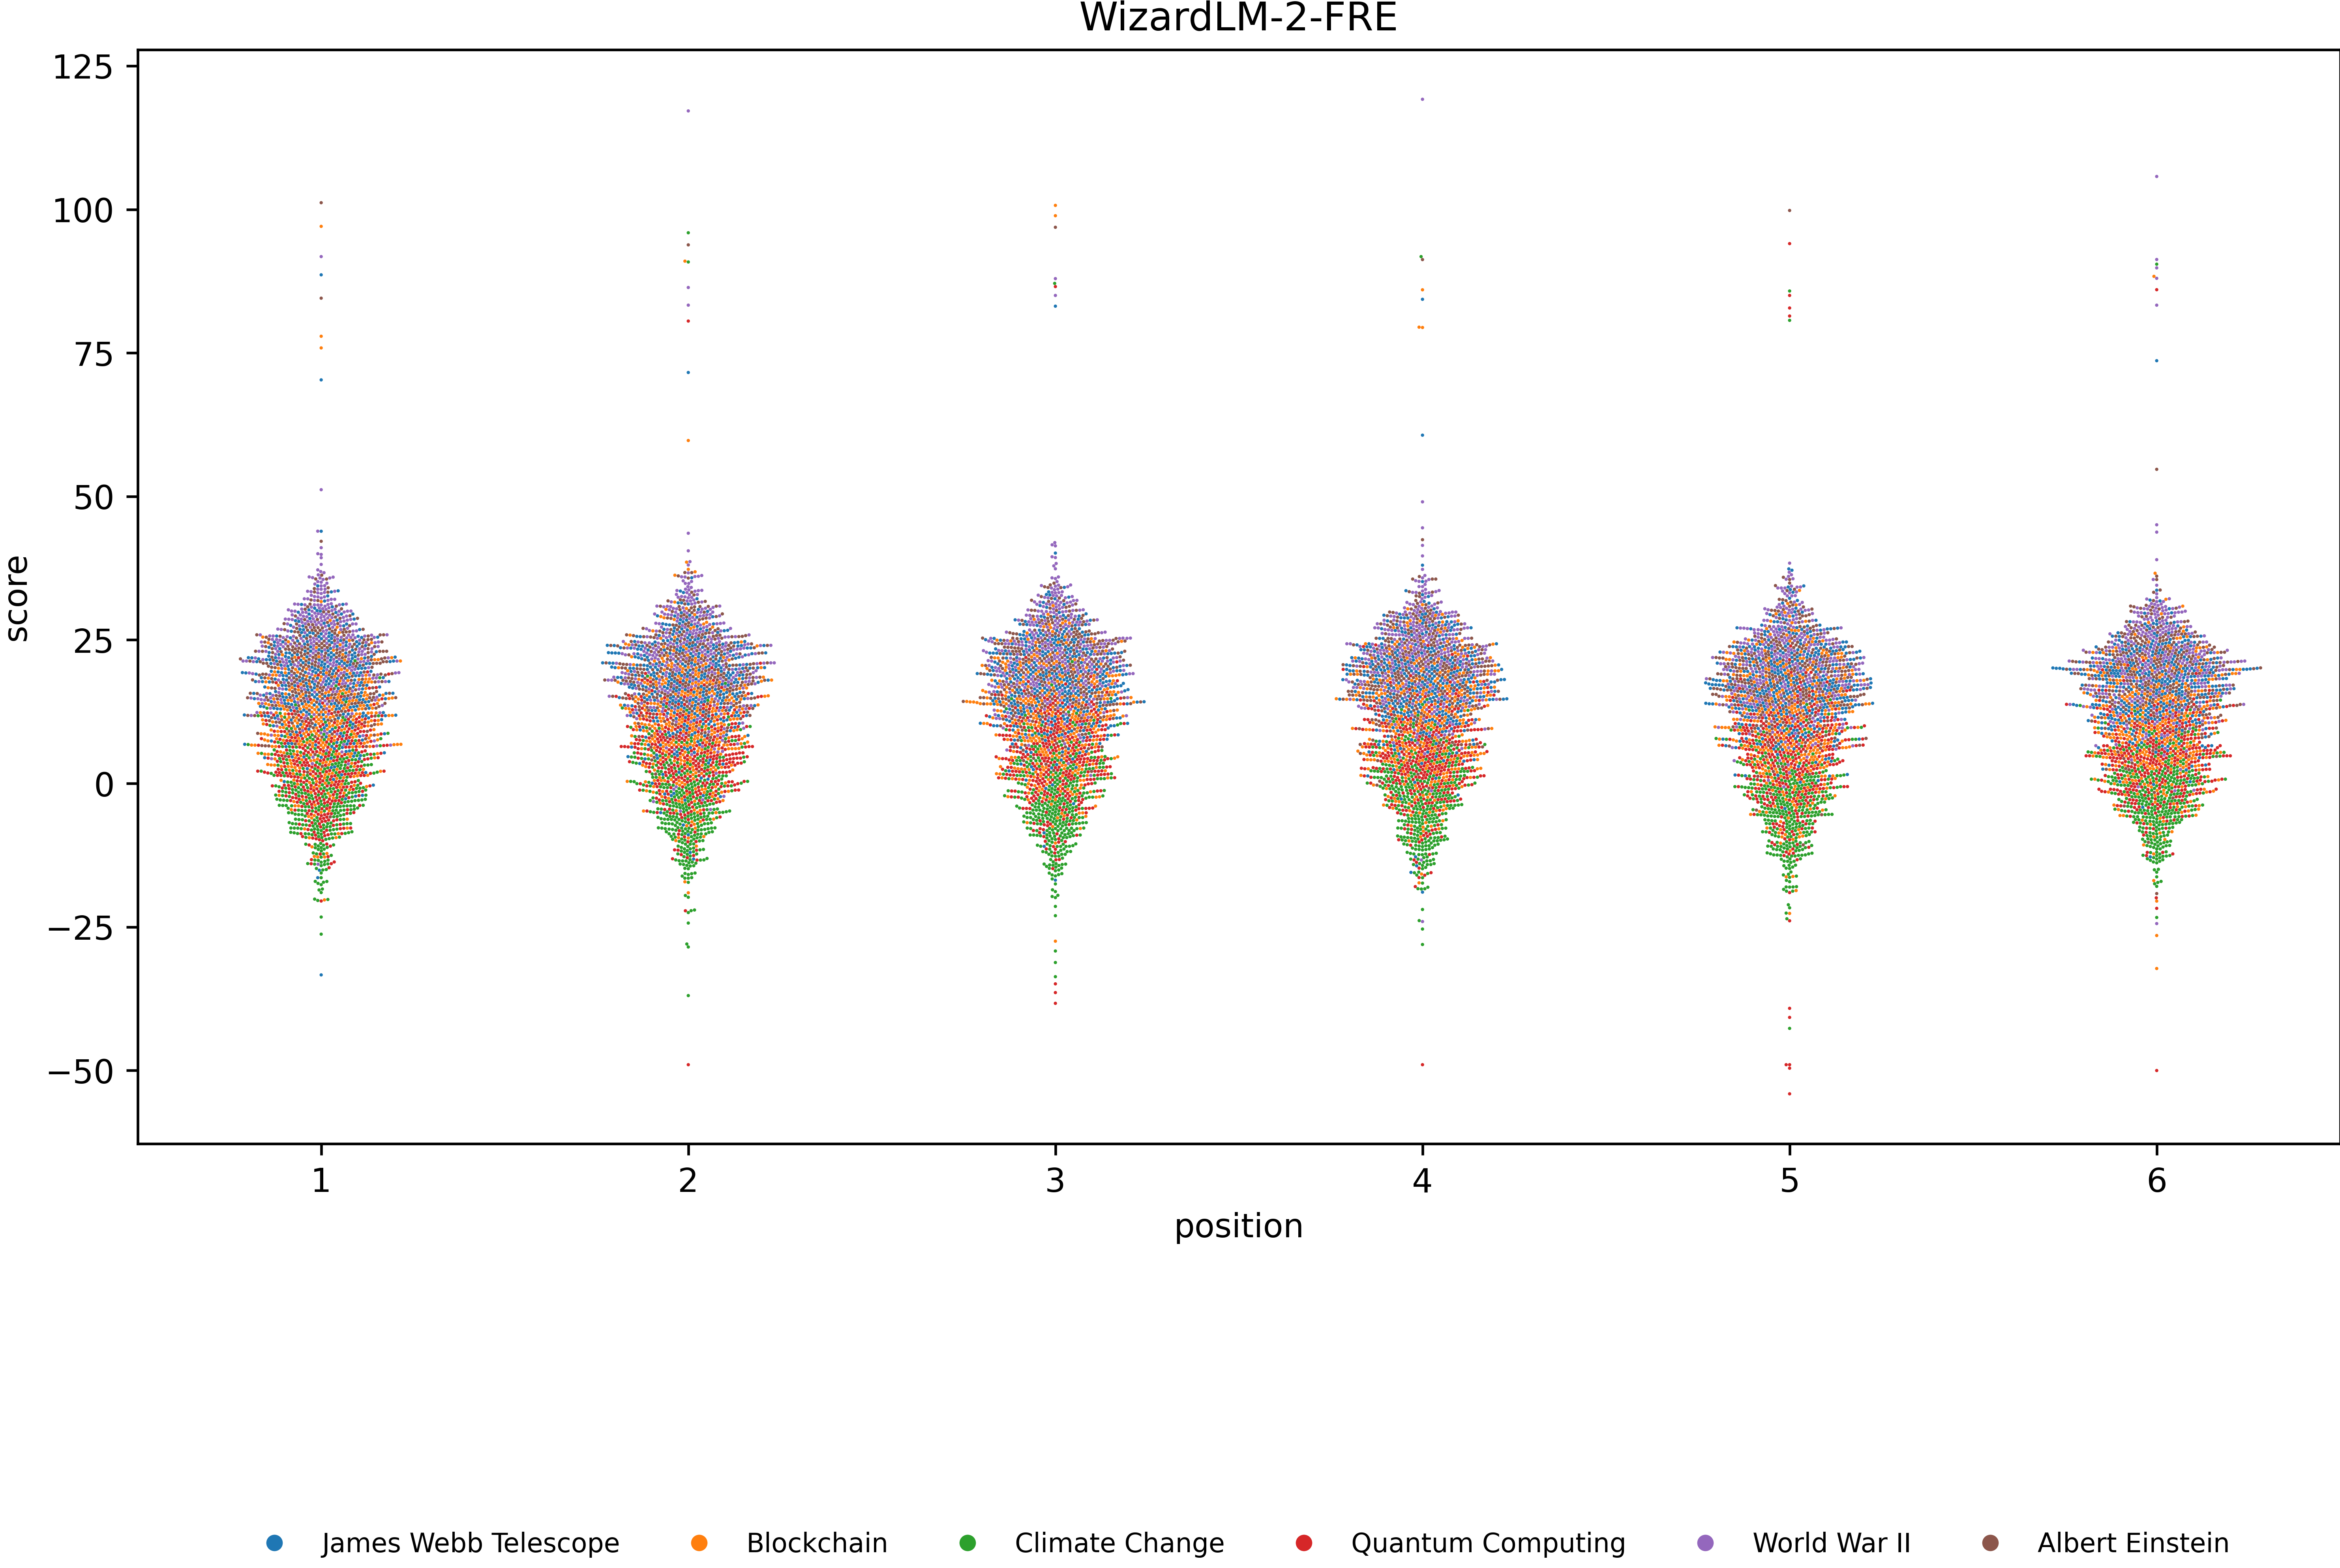 WizardLM-2-FRE
125
100
75
50
25
0
−25
−50
score
1 2 3 4 5 6
position
James Webb Telescope Blockchain Climate Change Quantum Computing World War II Albert Einstein